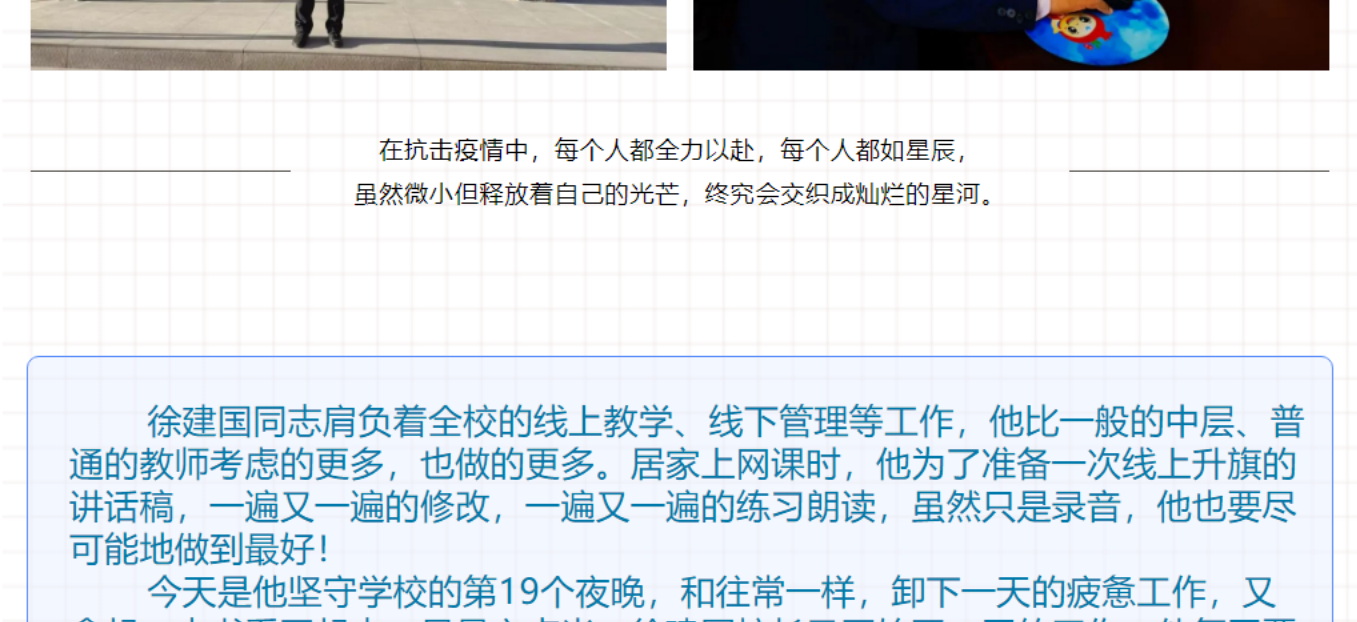 在抗击疫情中，每个人都全力以赴，每个人都如星辰，
虽然微小但释放着自己的光芒，终究会交织成灿烂的星河。
徐建国同志肩负着全校的线上教学、线下管理等工作，他比一般的中层、普
通的教师考虑的更多，也做的更多。居家上网课时，他为了准备一次线上升旗的
讲话稿，一遍又一遍的修改，一遍又一遍的练习朗读，虽然只是录音，他也要尽
可能地做到最好！
今天是他坚守学校的第19个夜晚，和往常一样，卸下一天的疲惫工作，又